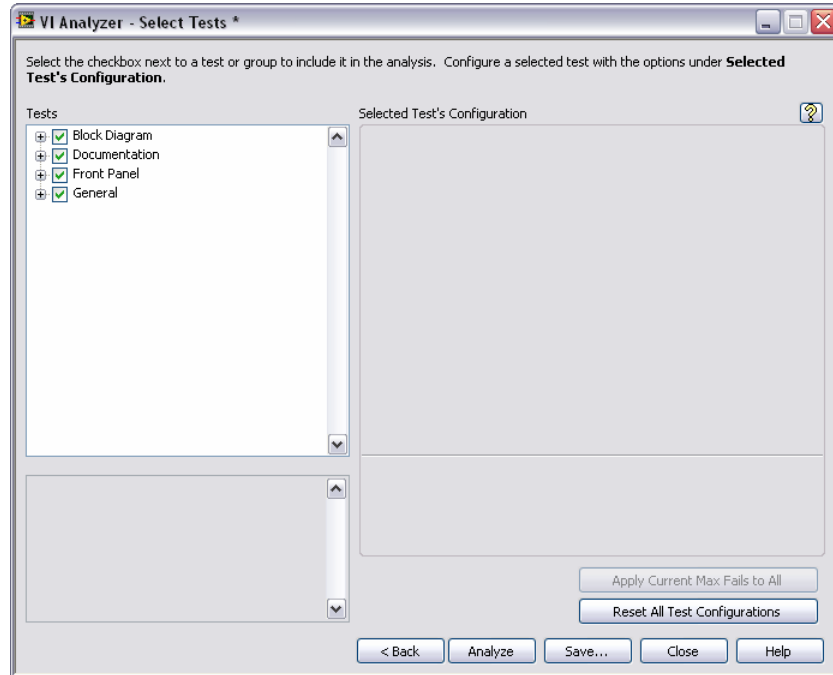 VI Analyzer - Select Tests *
Select the checkbox next to a test or group to include it in the analysis. Configure a selected test with the options under Selected
Test's Configuration.
Tests
Selected Test's Configuration
Block Diagram
Documentation
Front Panel
General
Apply Current Max Fails to All
Reset All Test Configurations
< Back
Analyze
Save...
Close
Help